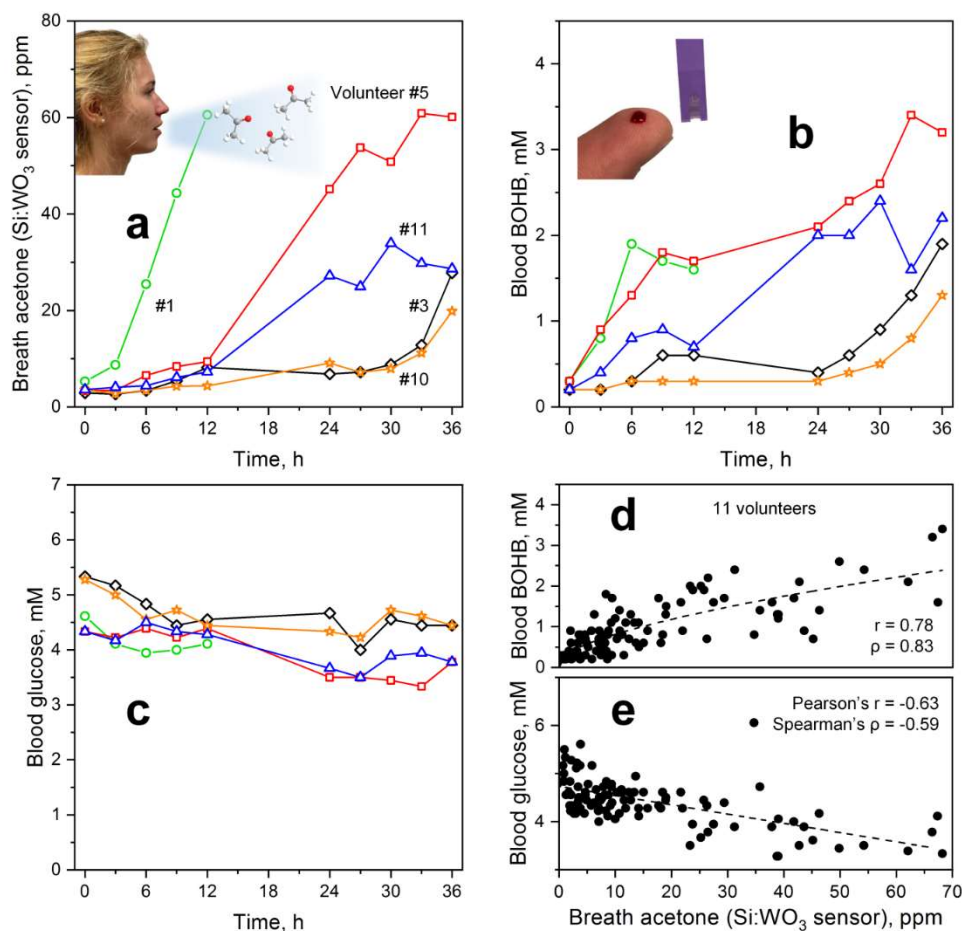 a
Breath acetone (Si:WO₃ sensor), ppm
80
60
40
20
0
Volunteer #5
#11
#1
#3
#10
0 6 12 18 24 30 36
Time, h
b
Blood BOHB, mM
4
3
2
1
0
0 6 12 18 24 30 36
Time, h
c
Blood glucose, mM
7
6
5
4
3
2
1
0
0 6 12 18 24 30 36
Time, h
d
Blood BOHB, mM
4
3
2
1
0
11 volunteers
r = 0.78
ρ = 0.83
e
Blood glucose, mM
6
4
Pearson's r = -0.63
Spearman's ρ = -0.59
0 10 20 30 40 50 60 70
Breath acetone (Si:WO₃ sensor), ppm